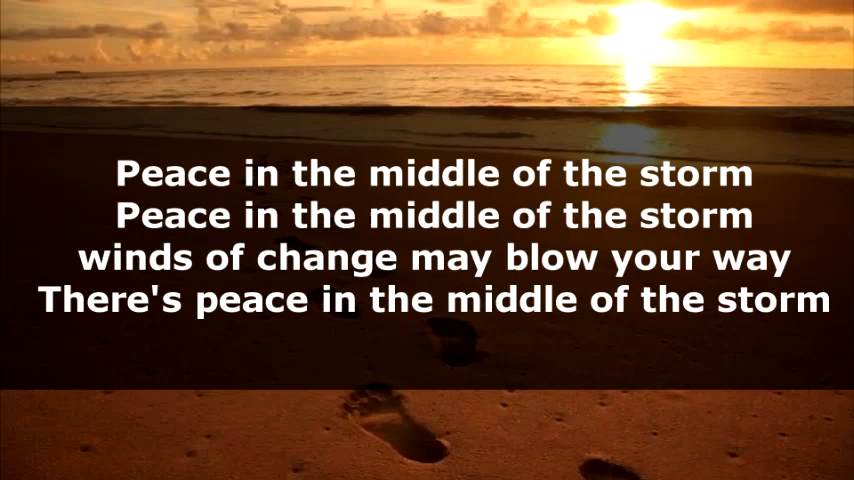 Peace in the middle of the storm
Peace in the middle of the storm
winds of change may blow your way
There's peace in the middle of the storm